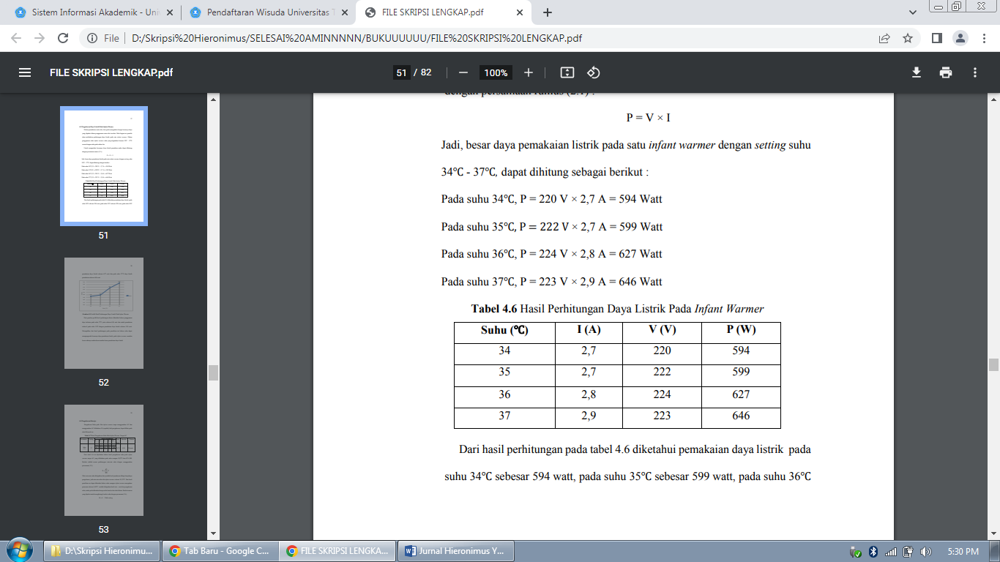 Sistem Informasi Akademik - Uni
Pendaftaran Wisuda Universitas T
FILE SKRIPSI LENGKAP.pdf
File
D:/Skripsi%20Hieronimus/SELESAI%20AMINNNNN/BUKUUUUUU/FILE%20SKRIPSI%20LENGKAP.pdf
FILE SKRIPSI LENGKAP.pdf
51 / 82
100%
51
52
53
dengan persamaan rumus (2.1) :
P = V × I
Jadi, besar daya pemakaian listrik pada satu infant warmer dengan setting suhu
34℃ - 37℃, dapat dihitung sebagai berikut :
Pada suhu 34℃, P = 220 V × 2,7 A = 594 Watt
Pada suhu 35℃, P = 222 V × 2,7 A = 599 Watt
Pada suhu 36℃, P = 224 V × 2,8 A = 627 Watt
Pada suhu 37℃, P = 223 V × 2,9 A = 646 Watt
Tabel 4.6 Hasil Perhitungan Daya Listrik Pada Infant Warmer
Suhu (℃) I (A) V (V) P (W)
34 2,7 220 594
35 2,7 222 599
36 2,8 224 627
37 2,9 223 646
Dari hasil perhitungan pada tabel 4.6 diketahui pemakaian daya listrik pada
suhu 34℃ sebesar 594 watt, pada suhu 35℃ sebesar 599 watt, pada suhu 36℃
D:\Skripsi Hieronimu...
Tab Baru - Google C...
FILE SKRIPSI LENGKA...
Jurnal Hieronimus Y...
5:30 PM